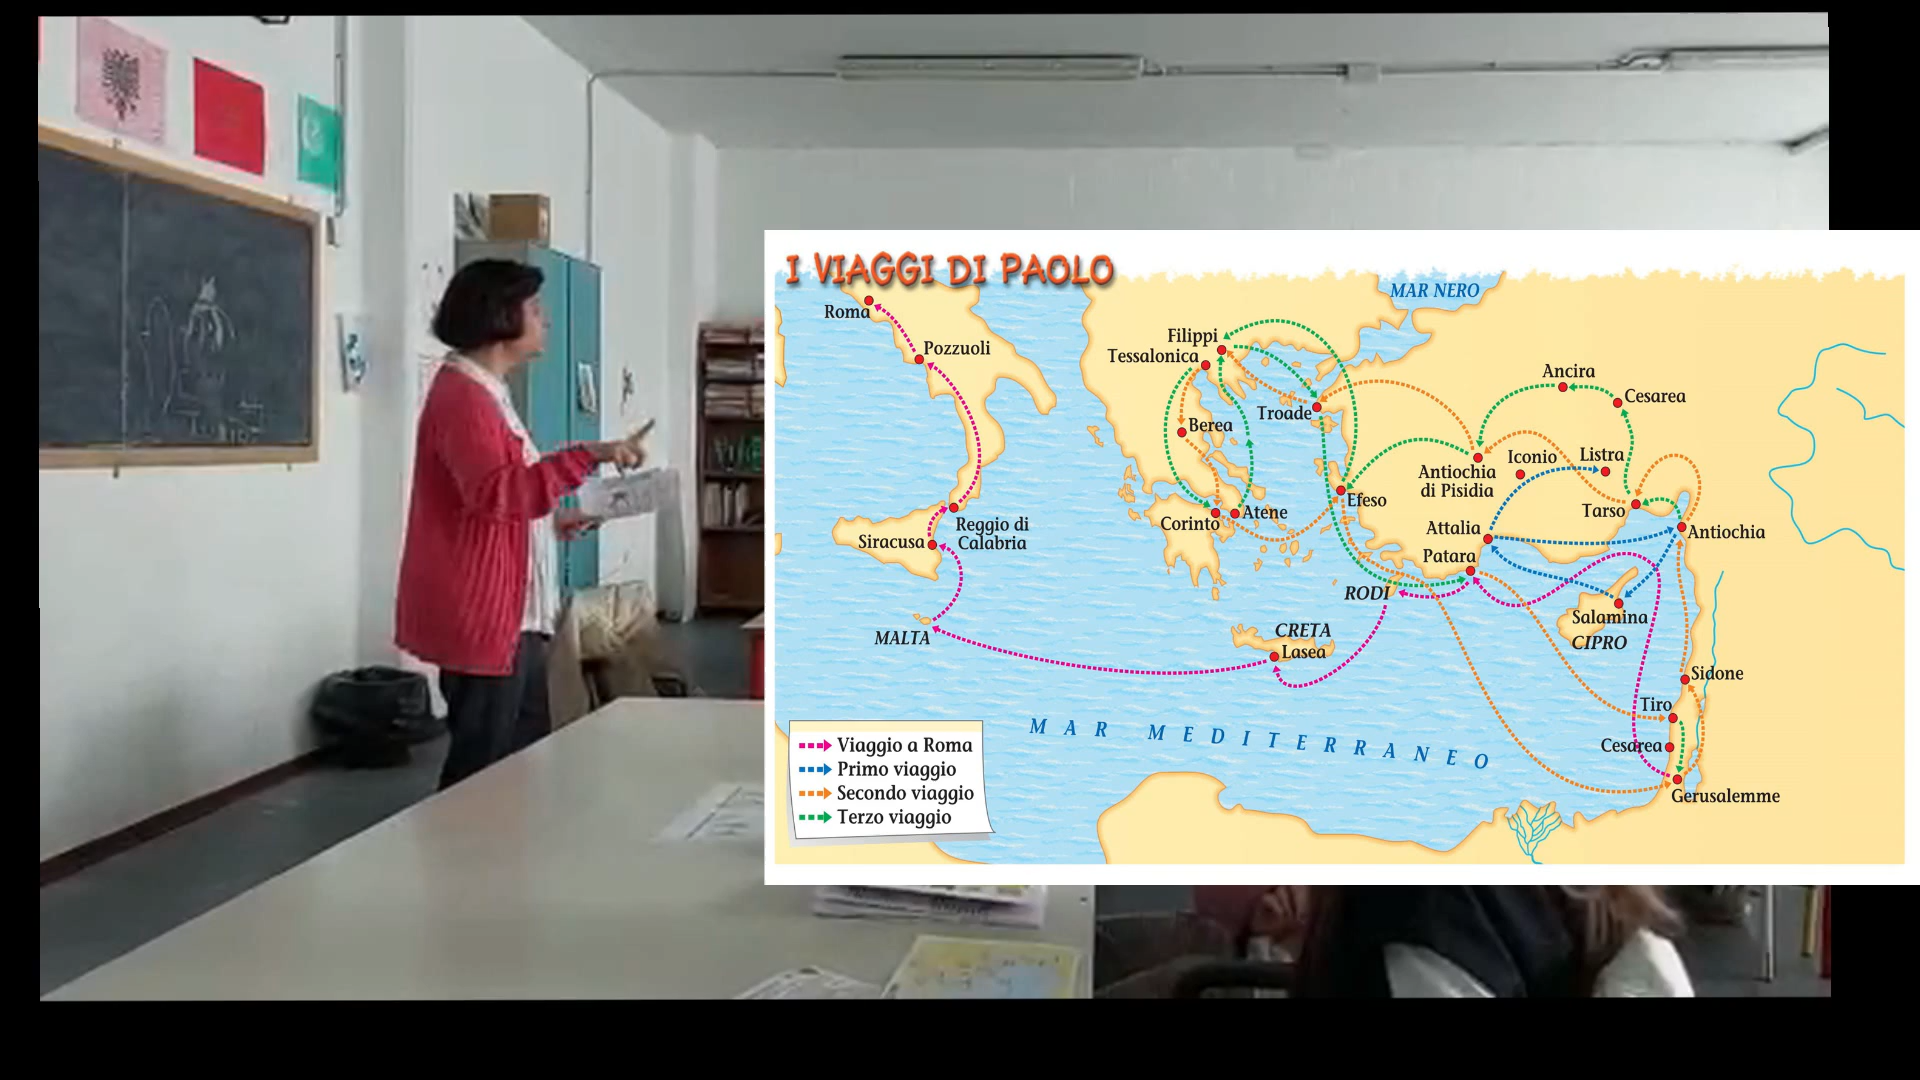 I VIAGGI DI PAOLO
MAR NERO
Roma
Pozzuoli
Filippi
Tessalonica
Ancira
Cesarea
Troade
Berea
Iconio
Listra
Antiochia
di Pisidia
Efeso
Tarso
Corinto
Atene
Reggio di
Calabria
Siracusa
Attalia
Antiochia
Patara
RODI
Salamina
CIPRO
MALTA
CRETA
Lasea
Sidone
Tiro
Cesarea
Gerusalemme
MAR MEDITERRANEO
Viaggio a Roma
Primo viaggio
Secondo viaggio
Terzo viaggio